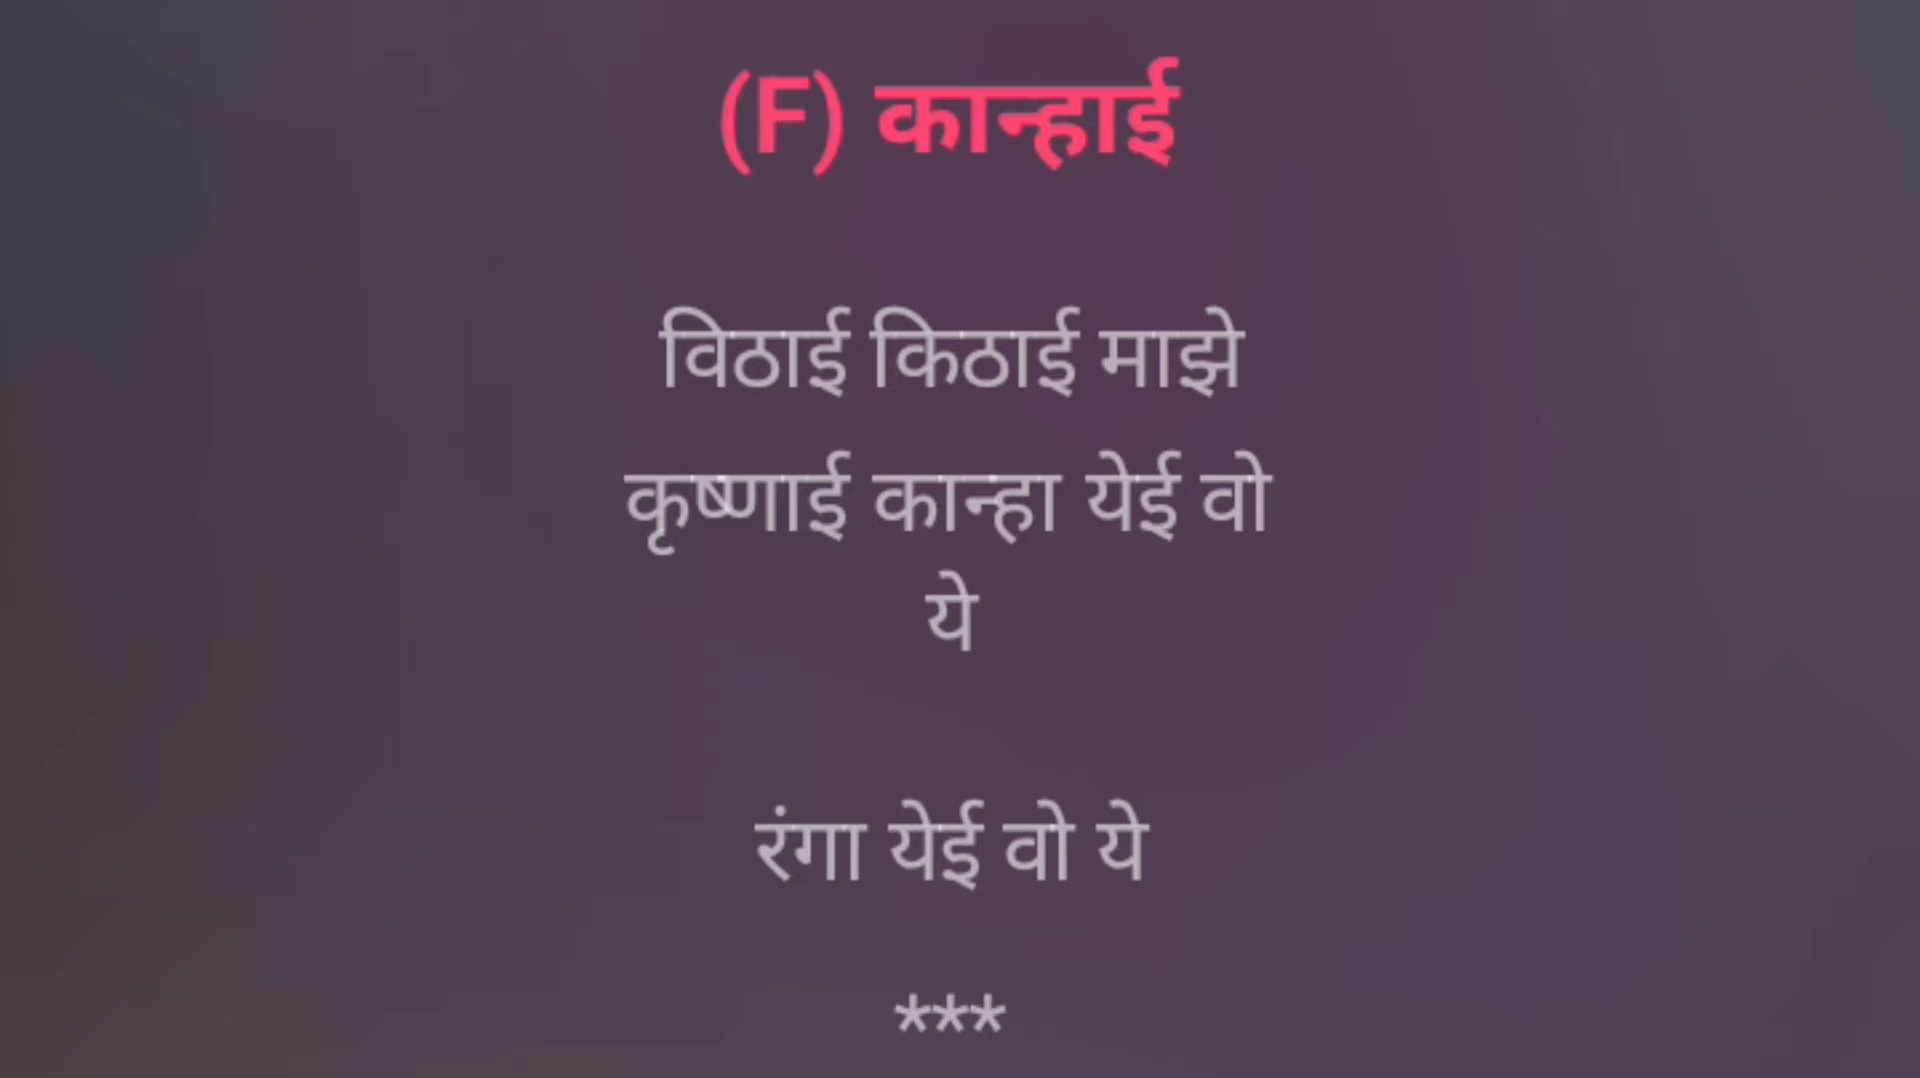 (F) कान्हाई
विठाई किठाई माझे
कृष्णाई कान्हा येई वो
ये
रंगा येई वो ये
***